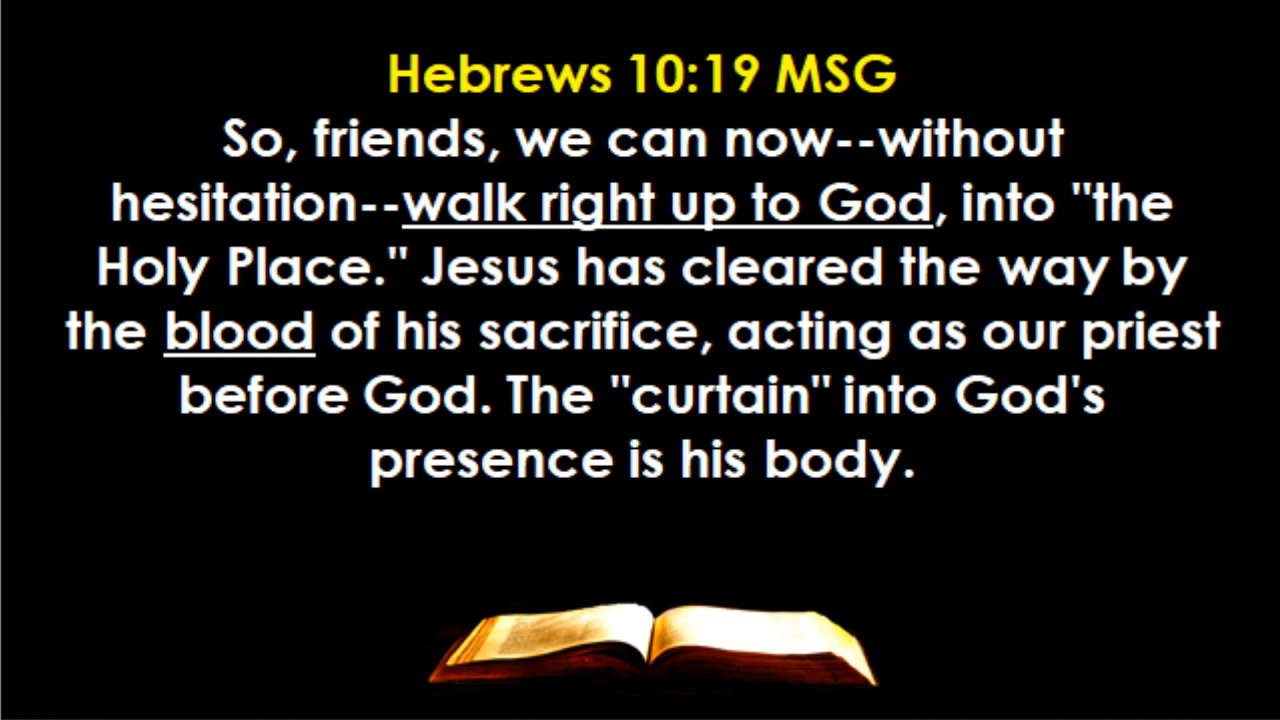 Hebrews 10:19 MSG
So, friends, we can now--without
hesitation--walk right up to God, into "the
Holy Place." Jesus has cleared the way by
the blood of his sacrifice, acting as our priest
before God. The "curtain" into God's
presence is his body.